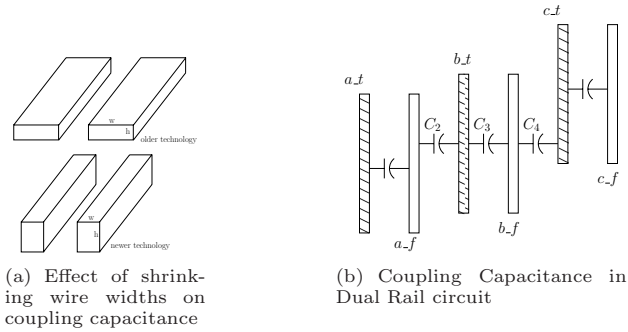 w
h
older technology
w
h
newer technology
(a) Effect of shrink-
ing wire widths on
coupling capacitance
a_t
a_f
b_t
b_f
c_t
c_f
C2
C3
C4
(b) Coupling Capacitance in
Dual Rail circuit